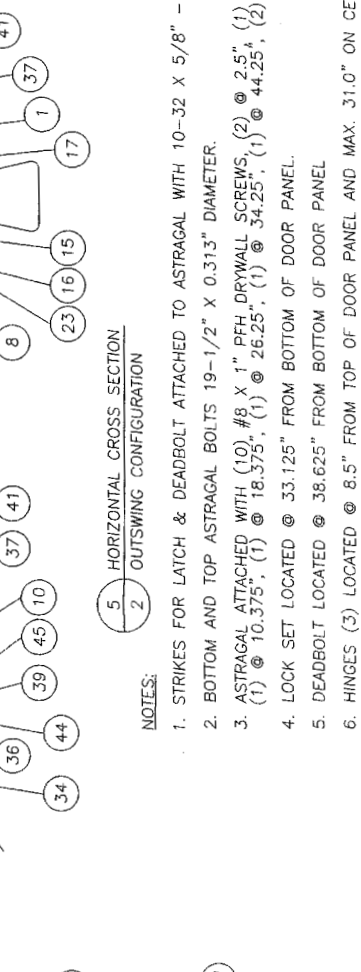 41
37
1
17
15
16
23
8
41
37
10
45
39
44
36
34
5
2
HORIZONTAL CROSS SECTION
OUTSWING CONFIGURATION
NOTES:
1. STRIKES FOR LATCH & DEADBOLT ATTACHED TO ASTRAGAL WITH 10-32 X 5/8" -
2. BOTTOM AND TOP ASTRAGAL BOLTS 19-1/2" X 0.313" DIAMETER.
3. ASTRAGAL ATTACHED WITH (10) #8 X 1" PFH DRYWALL SCREWS, (2) @ 2.5", (1)
(1) @ 10.375", (1) @ 18.375", (1) @ 26.25", (1) @ 34.25", (1) @ 44.25", (2)
4. LOCK SET LOCATED @ 33.125" FROM BOTTOM OF DOOR PANEL.
5. DEADBOLT LOCATED @ 38.625" FROM BOTTOM OF DOOR PANEL
6. HINGES (3) LOCATED @ 8.5" FROM TOP OF DOOR PANEL AND MAX. 31.0" ON CE